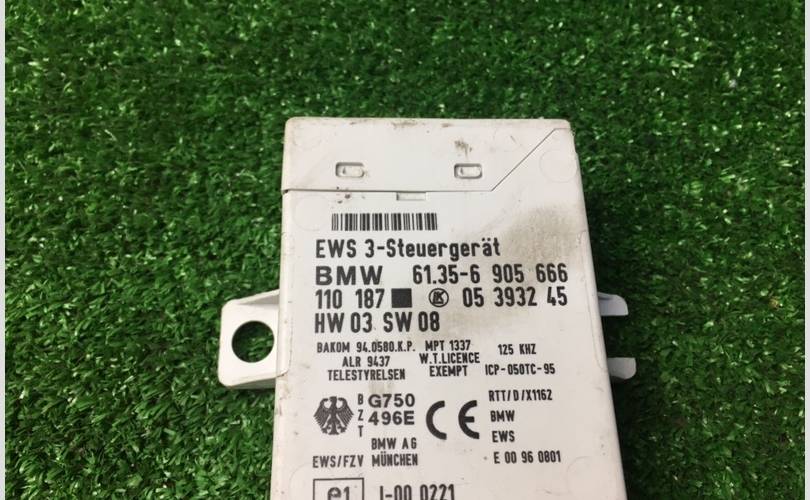 EWS 3-Steuergerät
BMW 61.35-6 905 666
110 187 05 3932 45
HW 03 SW 08
BAKOM 94.0580.K.P. MPT 1337 125 KHZ
ALR 9437 W.T.LICENCE
TELESTYRELSEN EXEMPT ICP-050TC-95
BZT G750 496E CE RTT/D/X1162
BMW
EWS
BMW AG
EWS/FZV MÜNCHEN E 00 96 0801
e1 I-00 0221